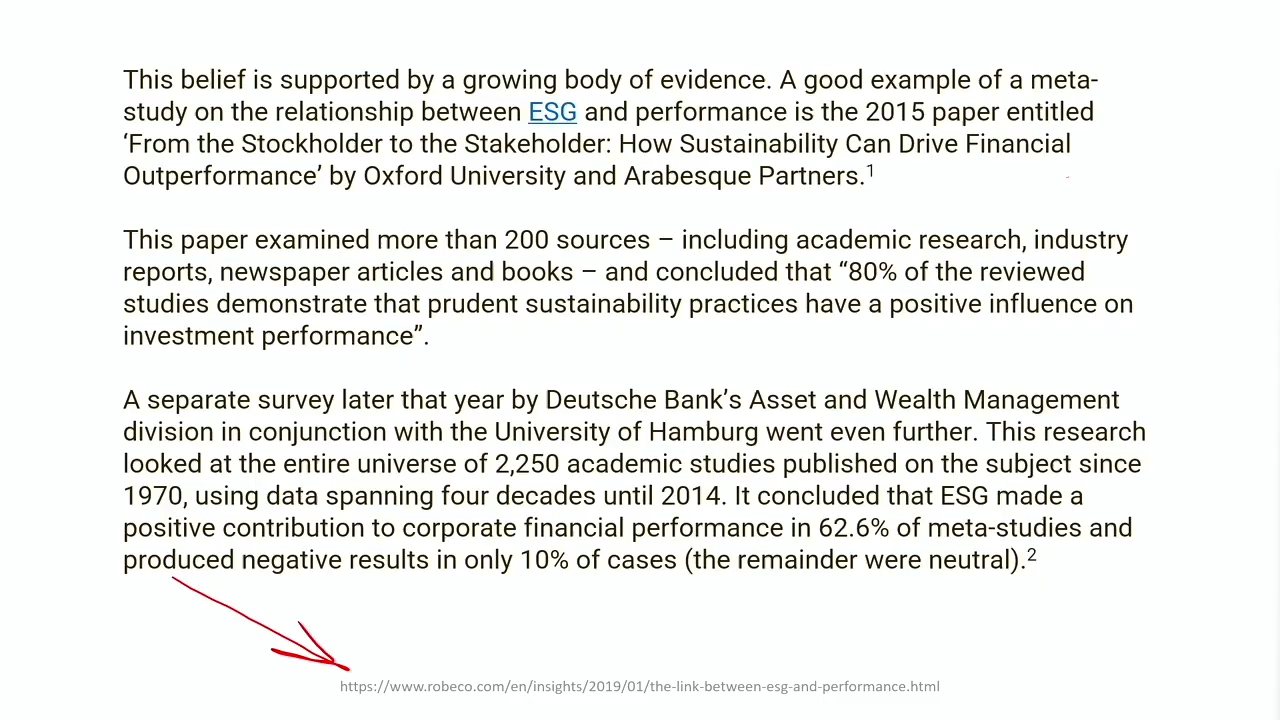 This belief is supported by a growing body of evidence. A good example of a meta-
study on the relationship between ESG and performance is the 2015 paper entitled
‘From the Stockholder to the Stakeholder: How Sustainability Can Drive Financial
Outperformance’ by Oxford University and Arabesque Partners.¹
This paper examined more than 200 sources – including academic research, industry
reports, newspaper articles and books – and concluded that “80% of the reviewed
studies demonstrate that prudent sustainability practices have a positive influence on
investment performance”.
A separate survey later that year by Deutsche Bank’s Asset and Wealth Management
division in conjunction with the University of Hamburg went even further. This research
looked at the entire universe of 2,250 academic studies published on the subject since
1970, using data spanning four decades until 2014. It concluded that ESG made a
positive contribution to corporate financial performance in 62.6% of meta-studies and
produced negative results in only 10% of cases (the remainder were neutral).²
https://www.robeco.com/en/insights/2019/01/the-link-between-esg-and-performance.html